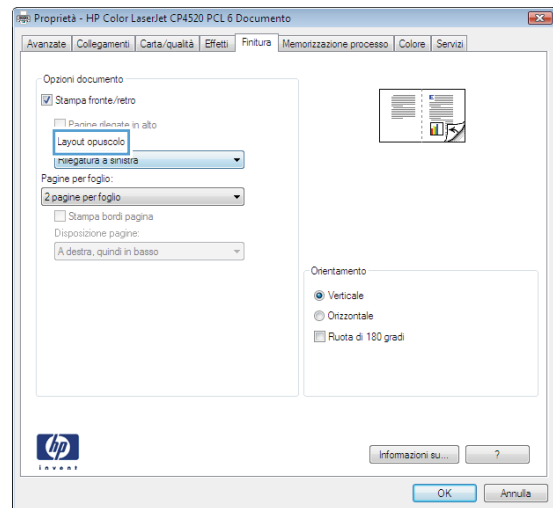 Proprietà - HP Color LaserJet CP4520 PCL 6 Documento
Avanzate Collegamenti Carta/qualità Effetti Finitura Memorizzazione processo Colore Servizi
Opzioni documento
Stampa fronte/retro
Pagine rilegate in alto
Layout opuscolo
Rilegatura a sinistra
Pagine per foglio:
2 pagine per foglio
Stampa bordi pagina
Disposizione pagine:
A destra, quindi in basso
Orientamento
Verticale
Orizzontale
Ruota di 180 gradi
hp
invent
Informazioni su... ?
OK Annulla